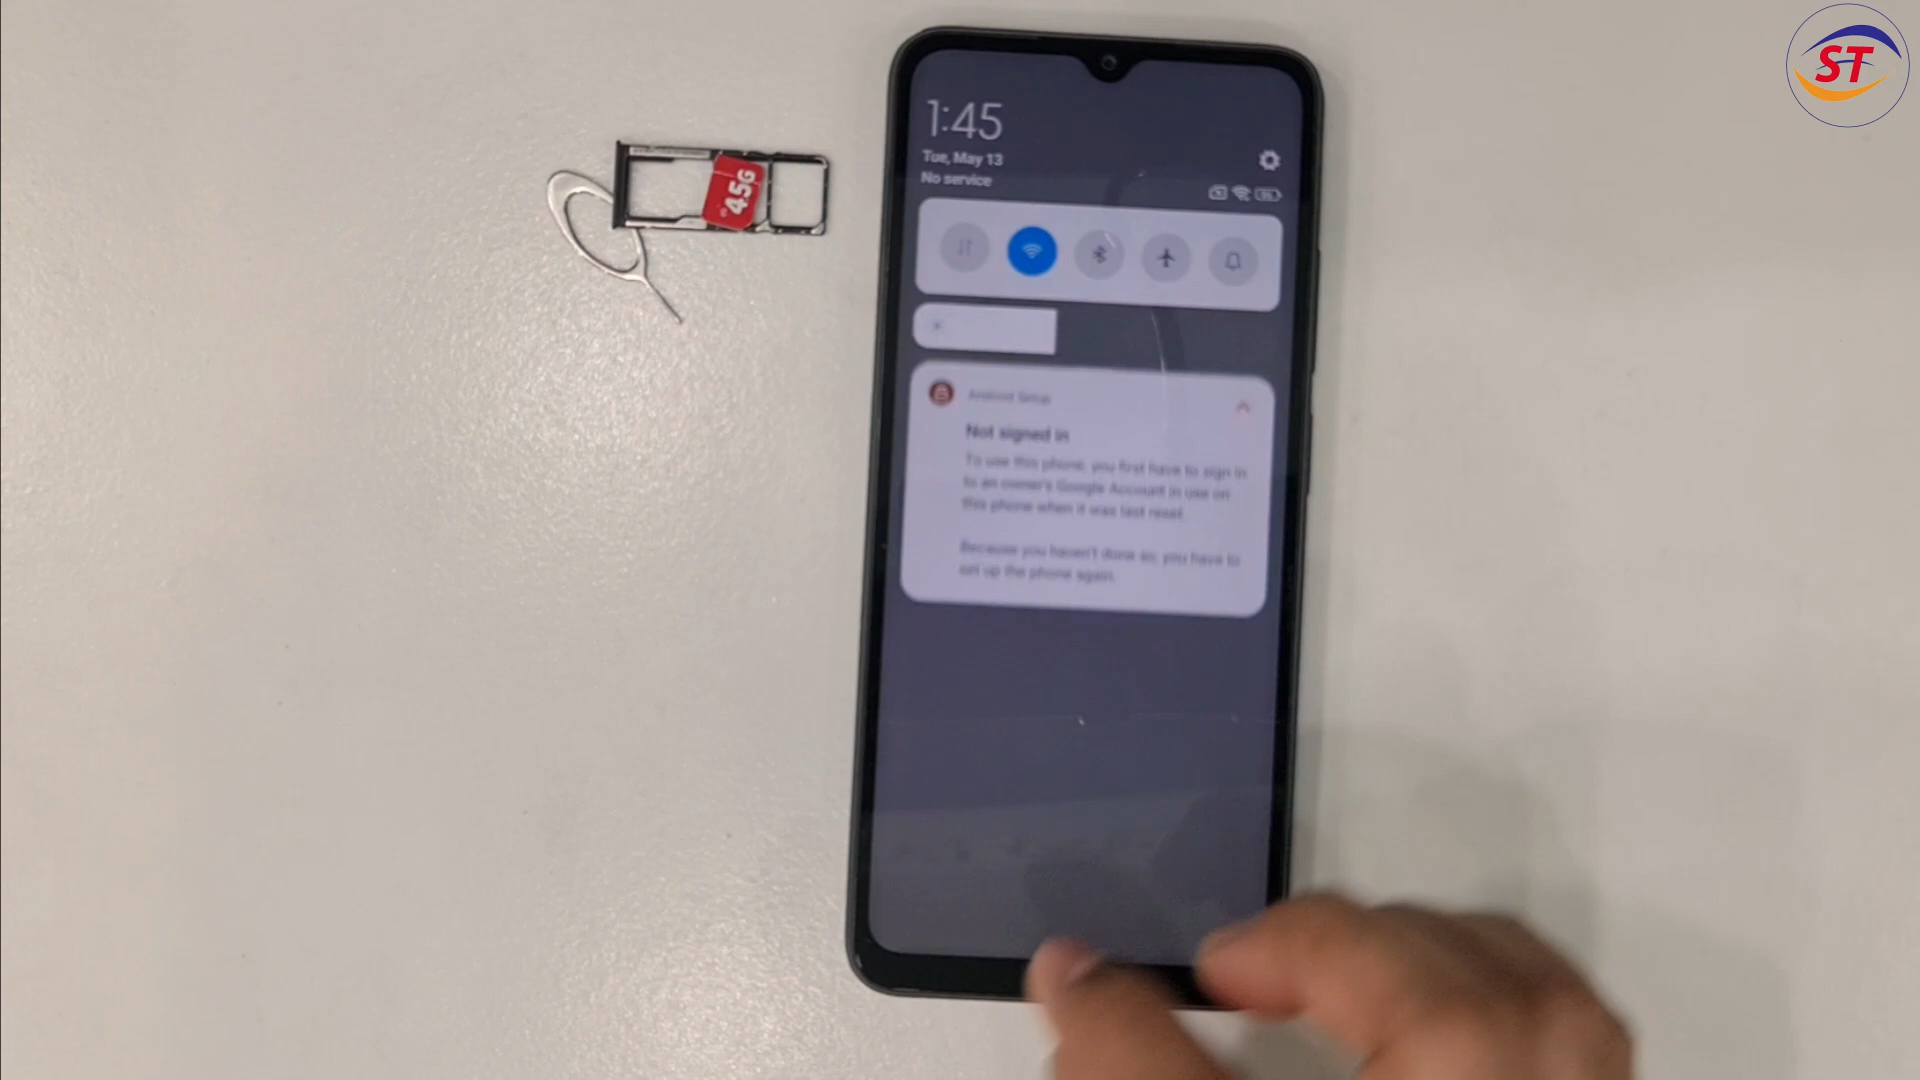 ST
1:45
Tue, May 13
No service
4.5G
Android Setup
Not signed in
To use this phone, you first have to sign in
to an owner's Google Account in use on
this phone when it was last reset.
Because you haven't done so, you have to
set up the phone again.